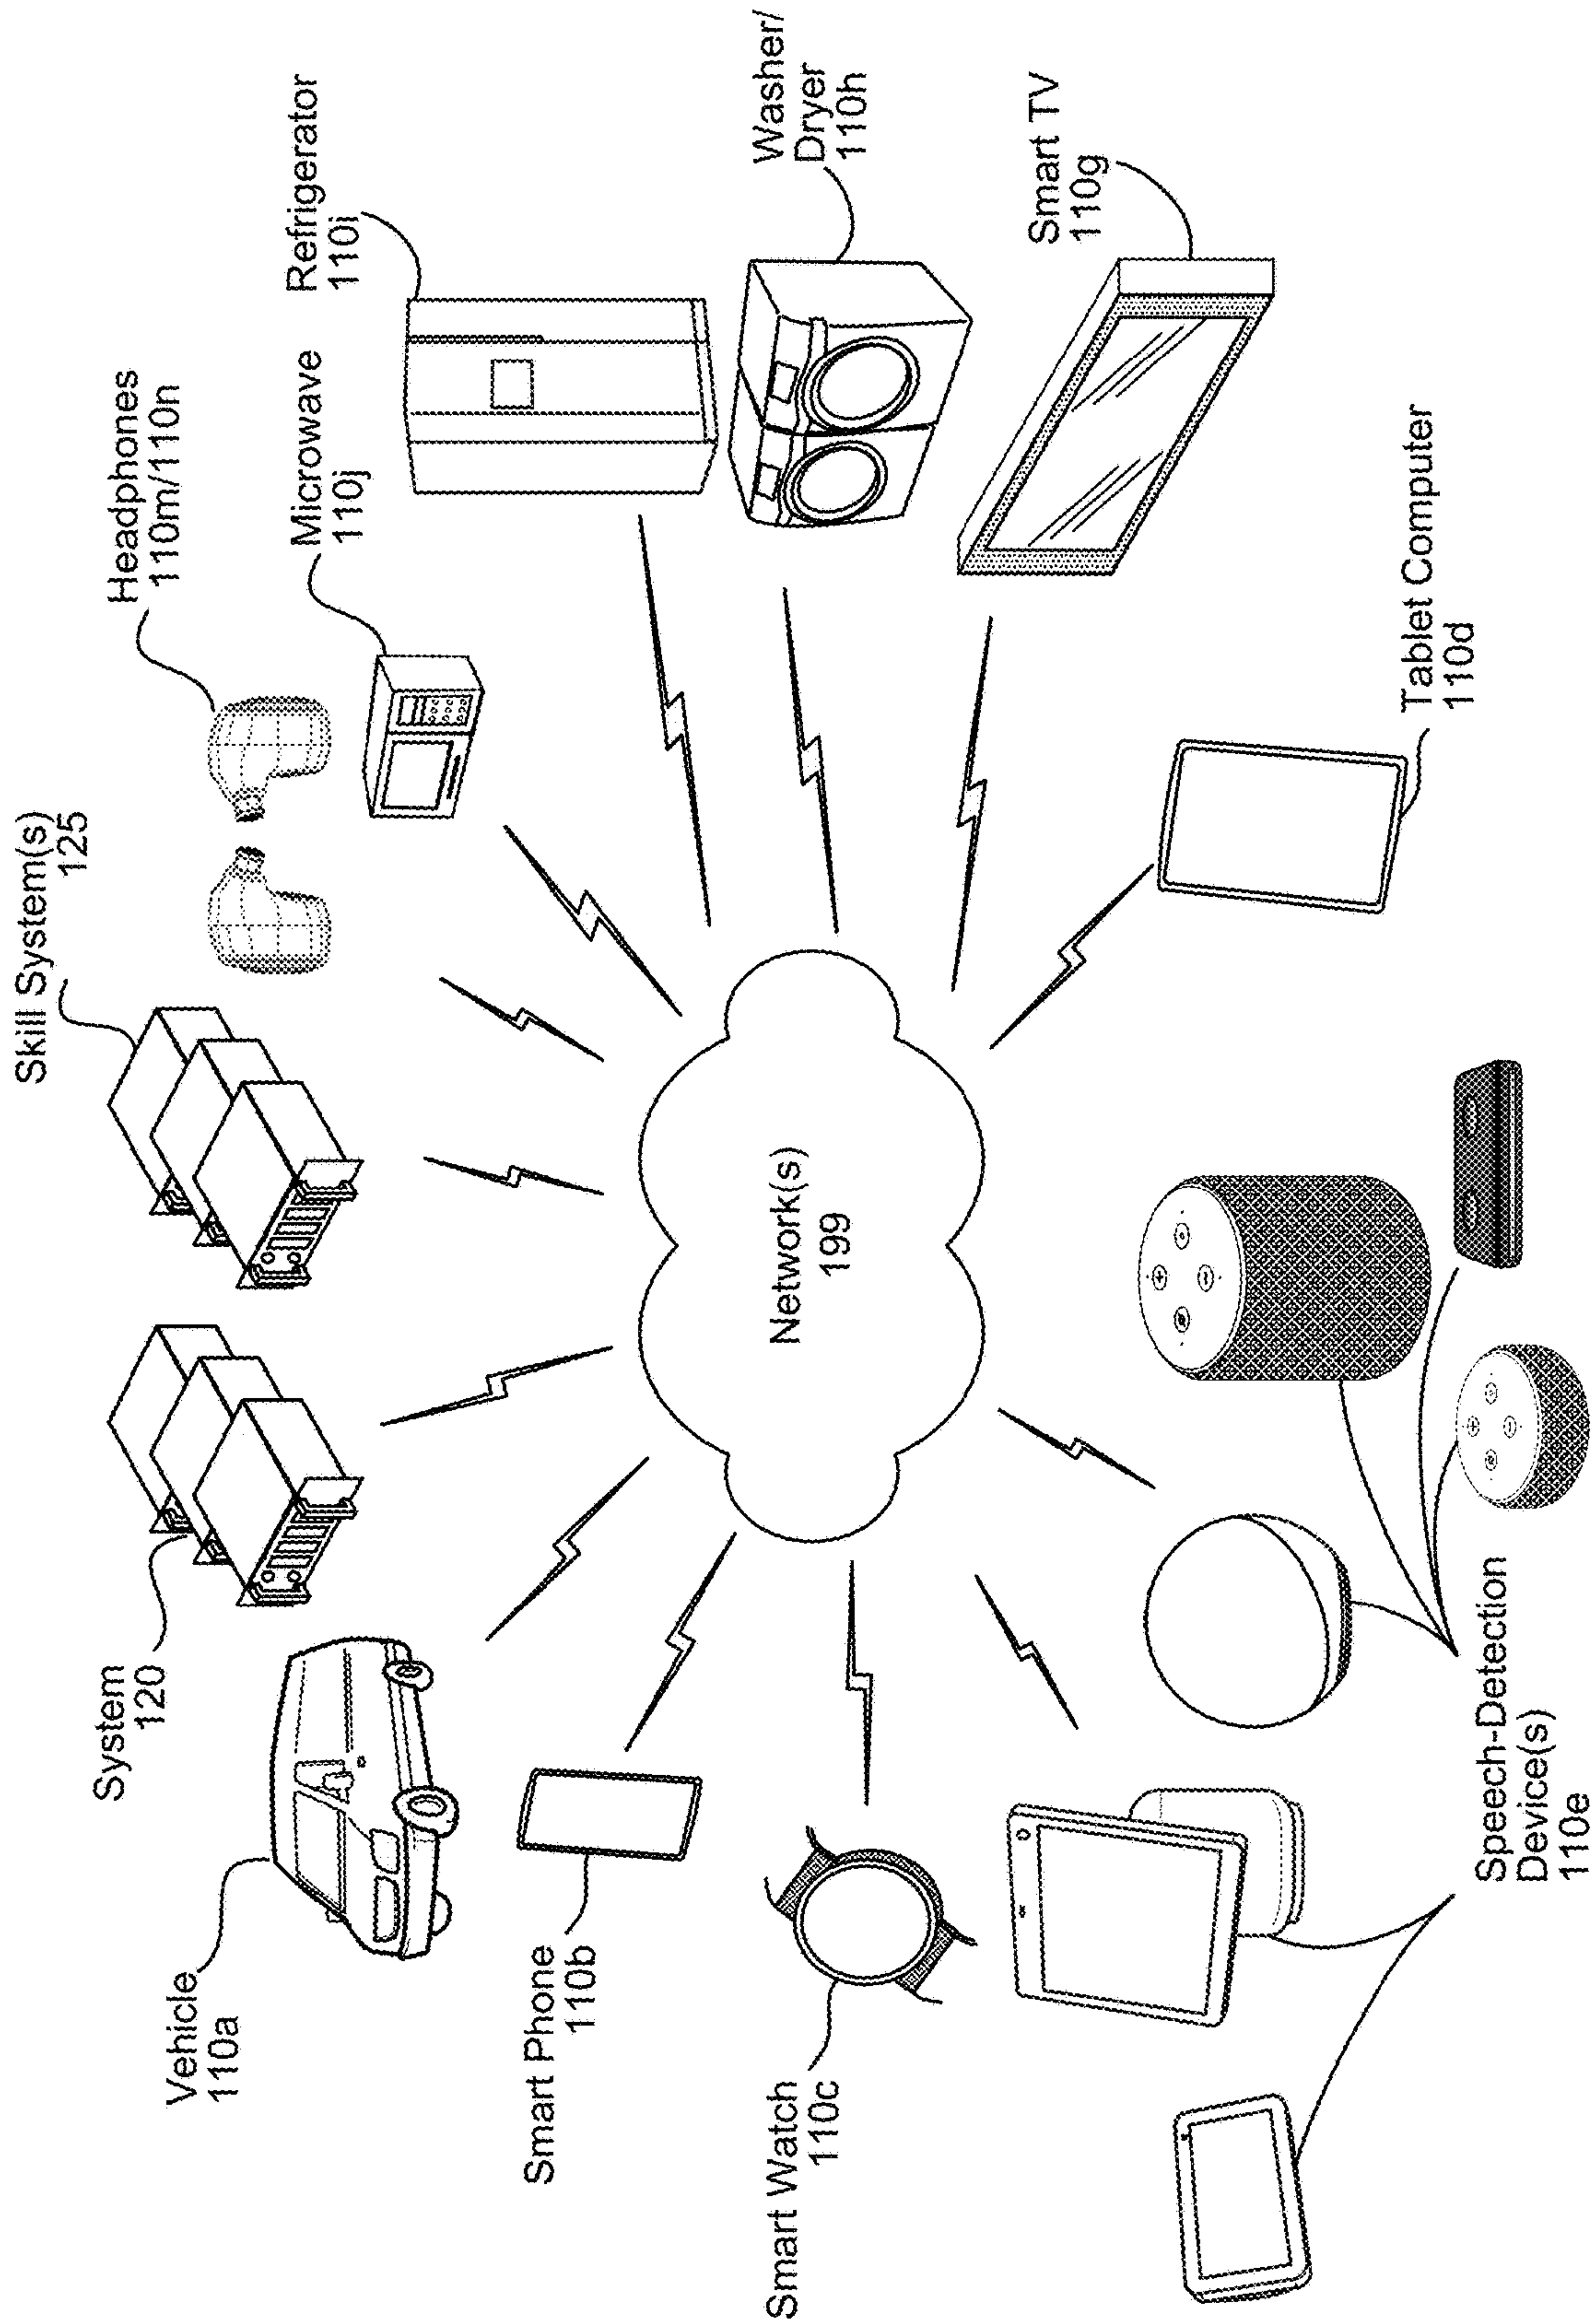 System
120
Skill System(s)
125
Headphones
110m/110n
Vehicle
110a
Microwave
110j
Refrigerator
110i
Smart Phone
110b
Network(s)
199
Washer/
Dryer
110h
Smart Watch
110c
Smart TV
110g
Tablet Computer
110d
Speech-Detection
Device(s)
110e